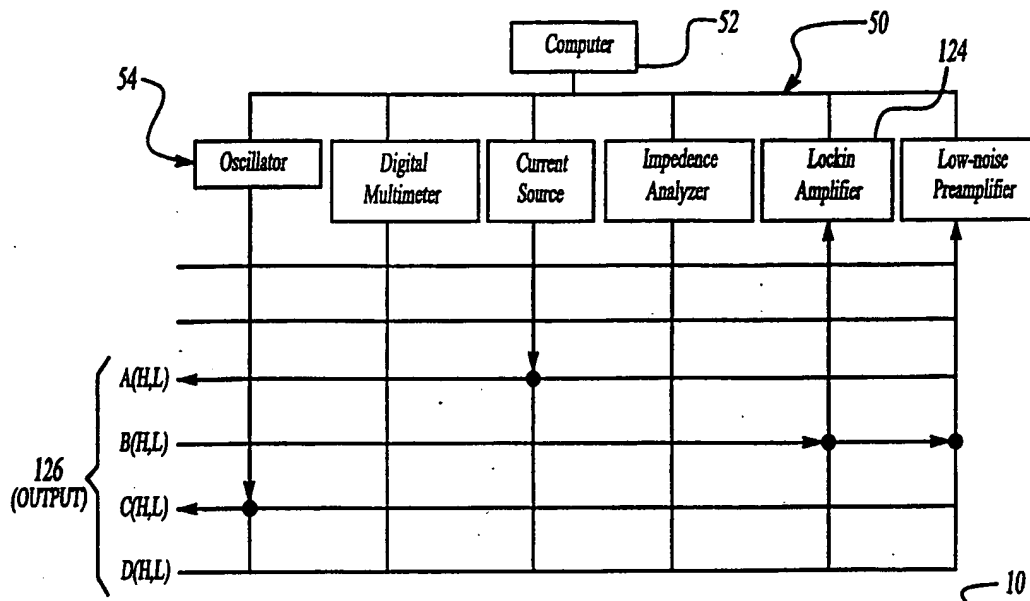 52
Computer
50
124
54
Oscillator
Digital
Multimeter
Current
Source
Impedence
Analyzer
Lockin
Amplifier
Low-noise
Preamplifier
A(H,L)
B(H,L)
126
(OUTPUT)
C(H,L)
D(H,L)
10